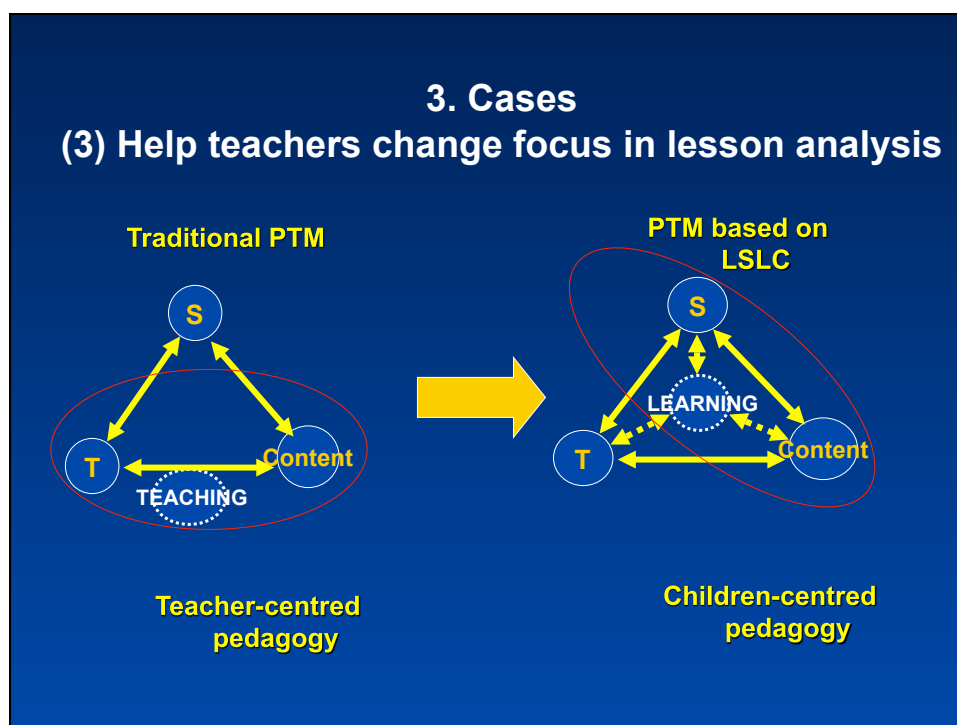 3. Cases
(3) Help teachers change focus in lesson analysis
Traditional PTM
S
T
Content
TEACHING
Teacher-centred
pedagogy
PTM based on
LSLC
S
LEARNING
T
Content
Children-centred
pedagogy